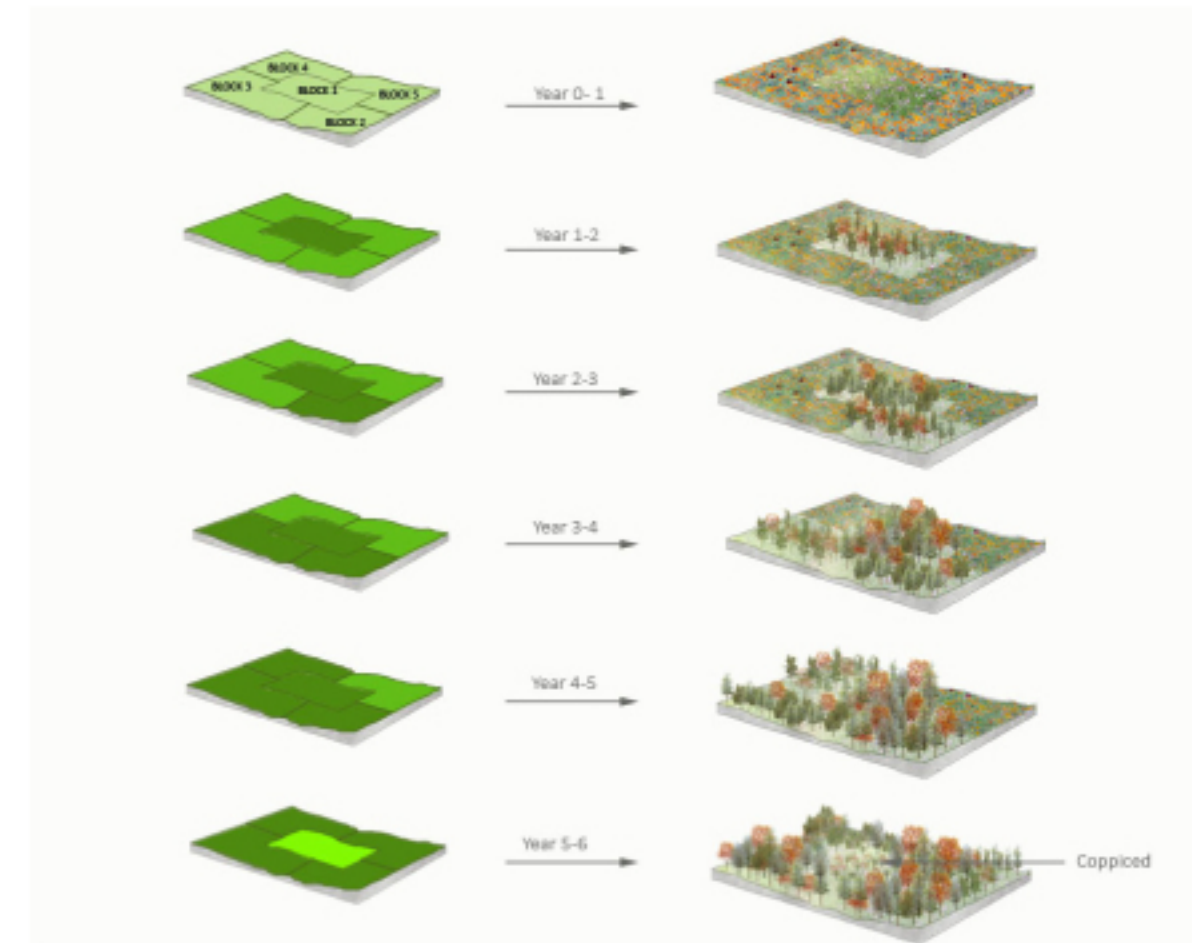 BLOCK 4
BLOCK 3
BLOCK 1
BLOCK 5
BLOCK 2
Year 0- 1
Year 1-2
Year 2-3
Year 3-4
Year 4-5
Year 5-6
Coppiced